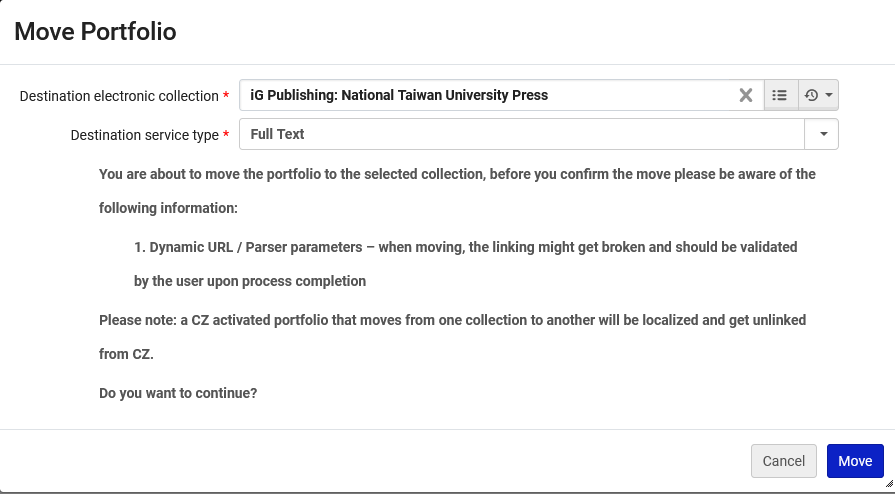 Move Portfolio
Destination electronic collection *
iG Publishing: National Taiwan University Press
Destination service type *
Full Text
You are about to move the portfolio to the selected collection, before you confirm the move please be aware of the
following information:
1. Dynamic URL / Parser parameters – when moving, the linking might get broken and should be validated
by the user upon process completion
Please note: a CZ activated portfolio that moves from one collection to another will be localized and get unlinked
from CZ.
Do you want to continue?
Cancel
Move